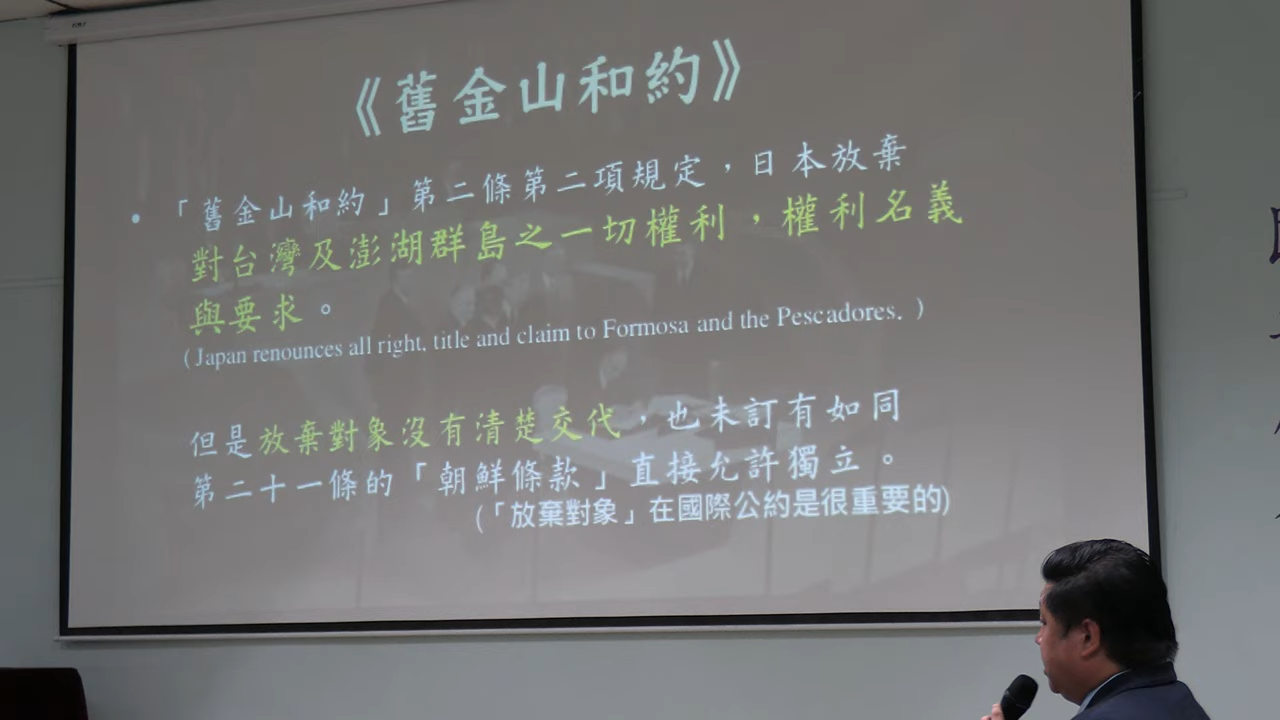 《舊金山和約》
• 「舊金山和約」第二條第二項規定，日本放棄
對台灣及澎湖群島之一切權利，權利名義
與要求。
(Japan renounces all right, title and claim to Formosa and the Pescadores. )
但是放棄對象沒有清楚交代，也未訂有如同
第二十一條的「朝鮮條款」直接允許獨立。
(「放棄對象」在國際公約是很重要的)